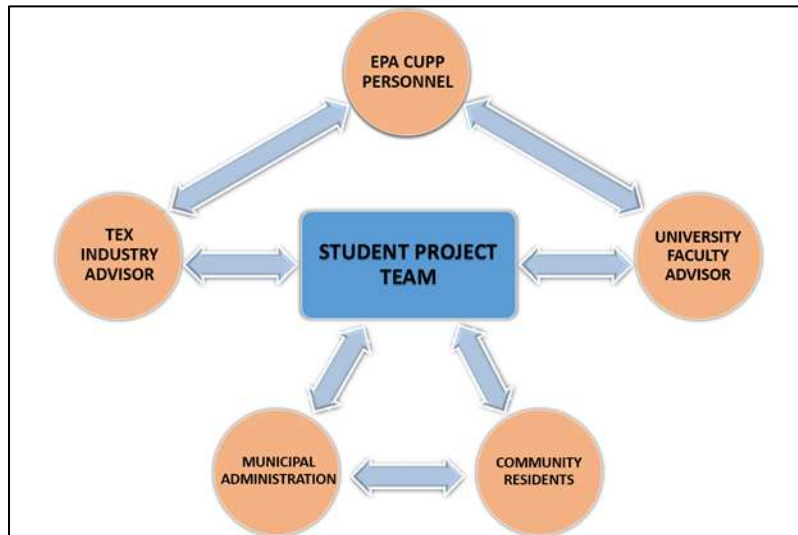 EPA CUPP
PERSONNEL
TEX
INDUSTRY
ADVISOR
STUDENT PROJECT
TEAM
UNIVERSITY
FACULTY
ADVISOR
MUNICIPAL
ADMINISTRATION
COMMUNITY
RESIDENTS